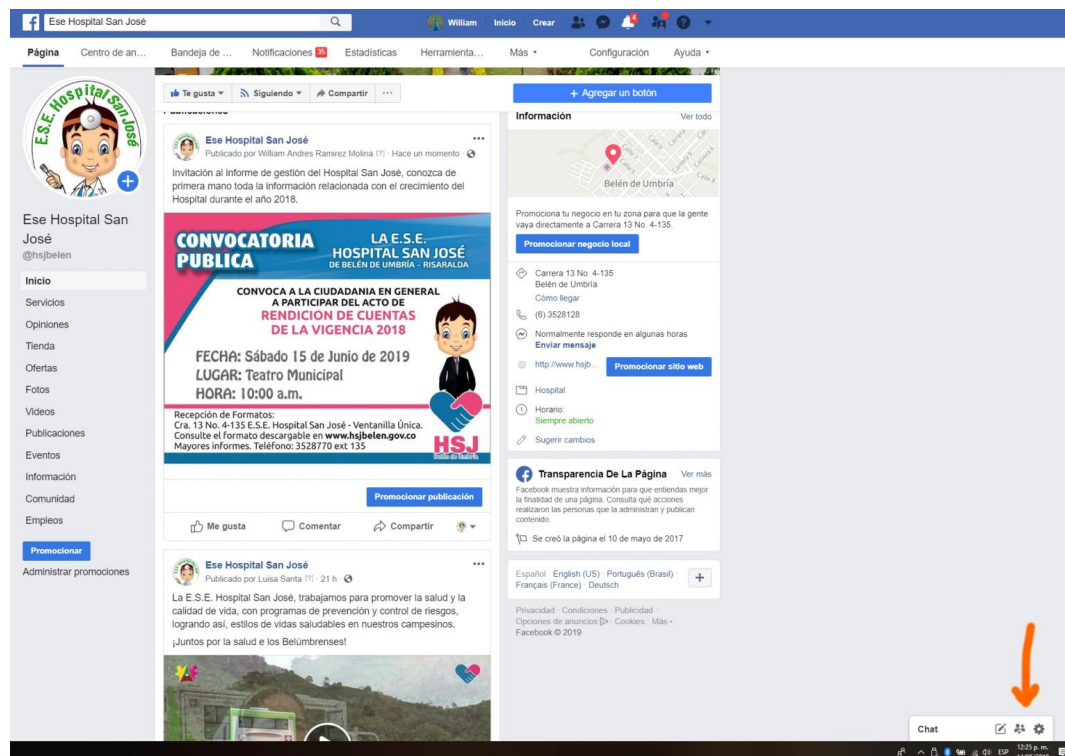 Ese Hospital San José
William
Inicio
Crear
4
Página
Centro de an...
Bandeja de ...
Notificaciones 35
Estadísticas
Herramienta...
Más
Configuración
Ayuda
E.S.E. Hospital San José
Ese Hospital San
José
@hsjbelen
Inicio
Servicios
Opiniones
Tienda
Ofertas
Fotos
Videos
Publicaciones
Eventos
Información
Comunidad
Empleos
Promocionar
Administrar promociones
Te gusta
Siguiendo
Compartir
...
+ Agregar un botón
Publicaciones
Ese Hospital San José
Publicado por William Andres Ramirez Molina [?] · Hace un momento ·
Invitación al informe de gestión del Hospital San José, conozca de
primera mano toda la información relacionada con el crecimiento del
Hospital durante el año 2018.
CONVOCATORIA
PUBLICA
LA E.S.E.
HOSPITAL SAN JOSÉ
DE BELÉN DE UMBRÍA - RISARALDA
CONVOCA A LA CIUDADANIA EN GENERAL
A PARTICIPAR DEL ACTO DE
RENDICION DE CUENTAS
DE LA VIGENCIA 2018
FECHA: Sábado 15 de Junio de 2019
LUGAR: Teatro Municipal
HORA: 10:00 a.m.
Recepción de Formatos:
Cra. 13 No. 4-135 E.S.E. Hospital San José - Ventanilla Única.
Consulte el formato descargable en www.hsjbelen.gov.co
Mayores informes. Teléfono: 3528770 ext 135
HSJ
Belén de Umbría
Promocionar publicación
Me gusta
Comentar
Compartir
Ese Hospital San José
Publicado por Luisa Santa [?] · 21 h ·
La E.S.E. Hospital San José, trabajamos para promover la salud y la
calidad de vida, con programas de prevención y control de riesgos,
logrando así, estilos de vidas saludables en nuestros campesinos.
¡Juntos por la salud e los Belúmbrenses!
Información
Ver todo
Belén de Umbría
Promociona tu negocio en tu zona para que la gente
vaya directamente a Carrera 13 No. 4-135.
Promocionar negocio local
Carrera 13 No. 4-135
Belén de Umbría
Cómo llegar
(6) 3528128
Normalmente responde en algunas horas
Enviar mensaje
http://www.hsjb...
Promocionar sitio web
Hospital
Horario:
Siempre abierto
Sugerir cambios
Transparencia De La Página
Ver más
Facebook muestra información para que entiendas mejor
la finalidad de una página. Consulta qué acciones
realizaron las personas que la administran y publican
contenido.
Se creó la página el 10 de mayo de 2017
Español · English (US) · Português (Brasil) ·
Français (France) · Deutsch
Privacidad · Condiciones · Publicidad ·
Opciones de anuncios · Cookies · Más
Facebook © 2019
Chat
ESP
12:25 p. m.